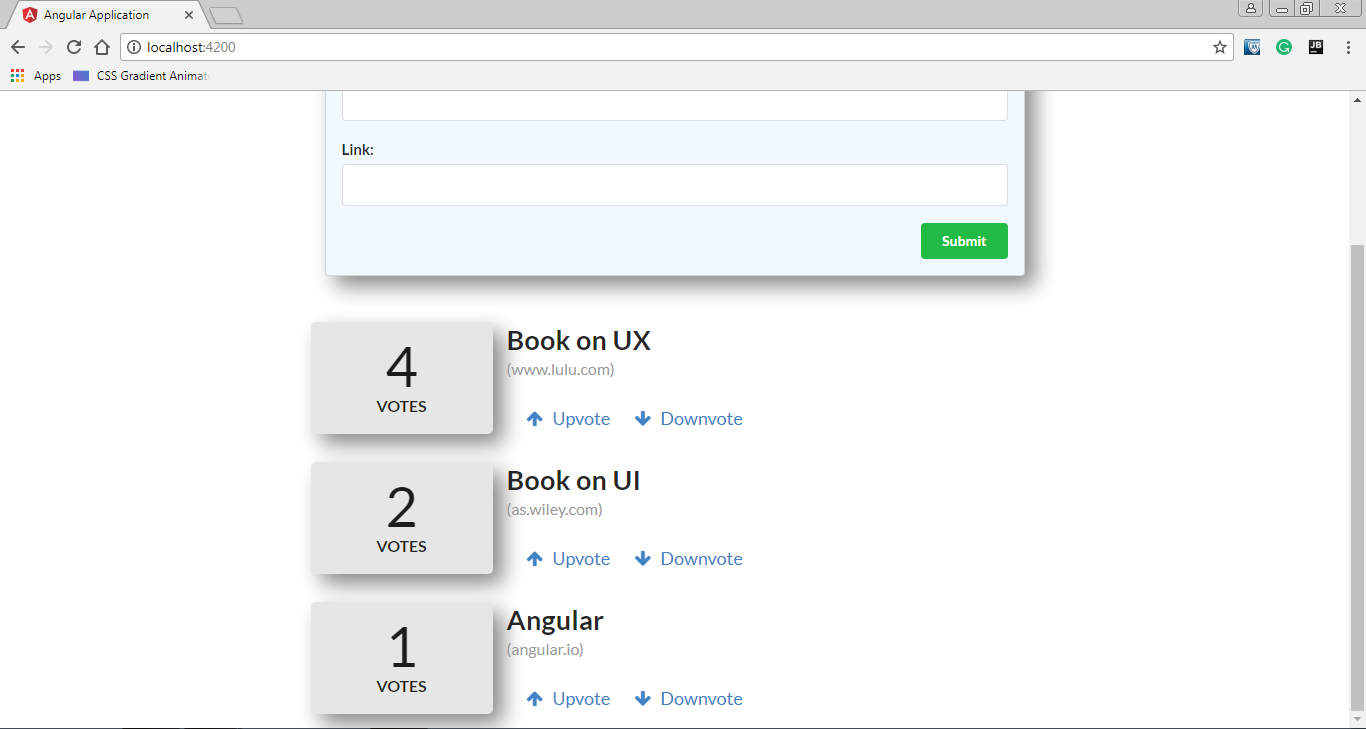 Angular Application
localhost:4200
Apps CSS Gradient Animat
Link:
Submit
4
VOTES
Book on UX
(www.lulu.com)
Upvote Downvote
2
VOTES
Book on UI
(as.wiley.com)
Upvote Downvote
1
VOTES
Angular
(angular.io)
Upvote Downvote